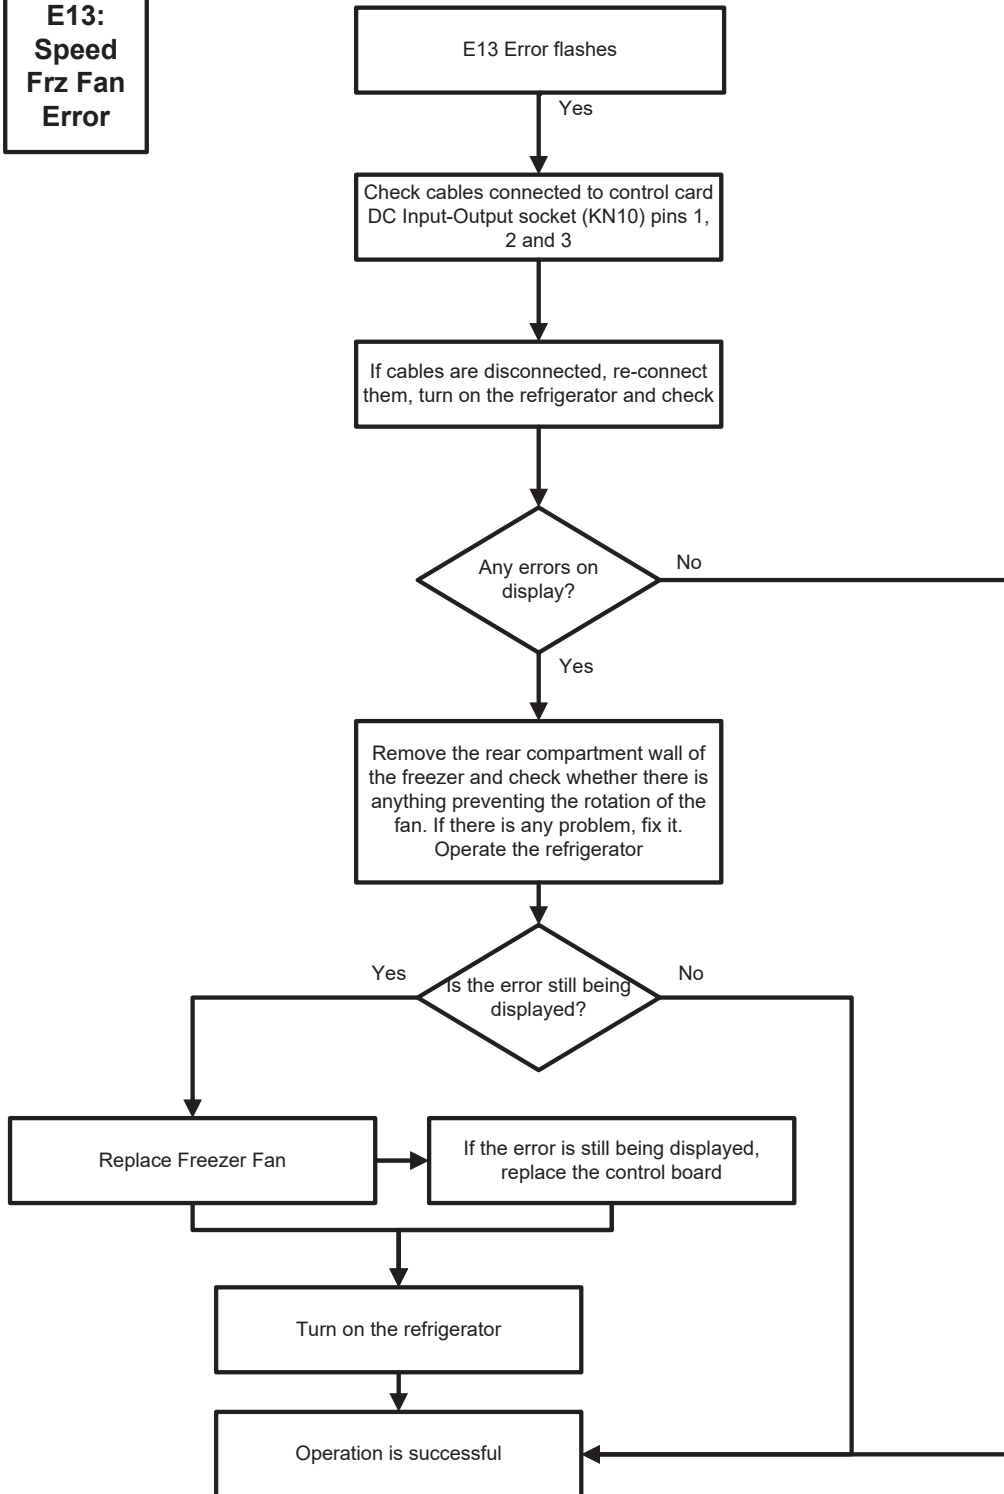 E13:
Speed
Frz Fan
Error
E13 Error flashes
Yes
Check cables connected to control card
DC Input-Output socket (KN10) pins 1,
2 and 3
If cables are disconnected, re-connect
them, turn on the refrigerator and check
Any errors on
display?
No
Yes
Remove the rear compartment wall of
the freezer and check whether there is
anything preventing the rotation of the
fan. If there is any problem, fix it.
Operate the refrigerator
Yes
Is the error still being
displayed?
No
Replace Freezer Fan
If the error is still being displayed,
replace the control board
Turn on the refrigerator
Operation is successful